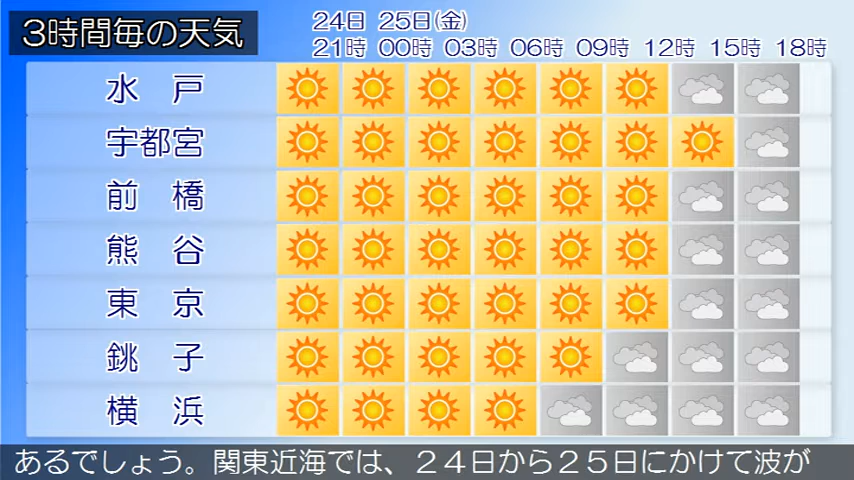 3時間毎の天気
24日 25日(金)
21時 00時 03時 06時 09時 12時 15時 18時
水 戸
宇都宮
前 橋
熊 谷
東 京
銚 子
横 浜
あるでしょう。関東近海では、24日から25日にかけて波が